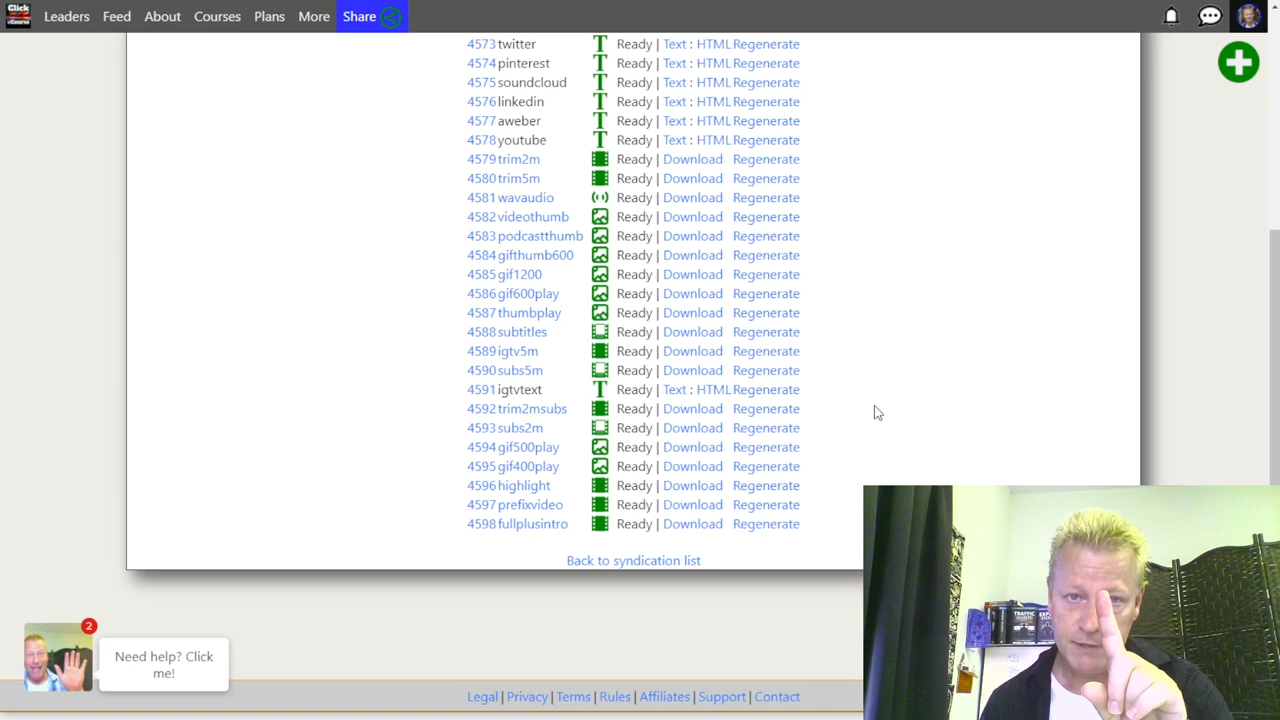 Click
eCourse
Leaders Feed About Courses Plans More Share
4573 twitter T Ready | Text : HTML Regenerate
4574 pinterest T Ready | Text : HTML Regenerate
4575 soundcloud T Ready | Text : HTML Regenerate
4576 linkedin T Ready | Text : HTML Regenerate
4577 aweber T Ready | Text : HTML Regenerate
4578 youtube T Ready | Text : HTML Regenerate
4579 trim2m Ready | Download Regenerate
4580 trim5m Ready | Download Regenerate
4581 wavaudio Ready | Download Regenerate
4582 videothumb Ready | Download Regenerate
4583 podcastthumb Ready | Download Regenerate
4584 gifthumb600 Ready | Download Regenerate
4585 gif1200 Ready | Download Regenerate
4586 gif600play Ready | Download Regenerate
4587 thumbplay Ready | Download Regenerate
4588 subtitles Ready | Download Regenerate
4589 igtv5m Ready | Download Regenerate
4590 subs5m Ready | Download Regenerate
4591 igtvtext T Ready | Text : HTML Regenerate
4592 trim2msubs Ready | Download Regenerate
4593 subs2m Ready | Download Regenerate
4594 gif500play Ready | Download Regenerate
4595 gif400play Ready | Download Regenerate
4596 highlight Ready | Download Regenerate
4597 prefixvideo Ready | Download Regenerate
4598 fullplusintro Ready | Download Regenerate
Back to syndication list
TRAFFIC
2
Need help? Click
me!
Legal | Privacy | Terms | Rules | Affiliates | Support | Contact